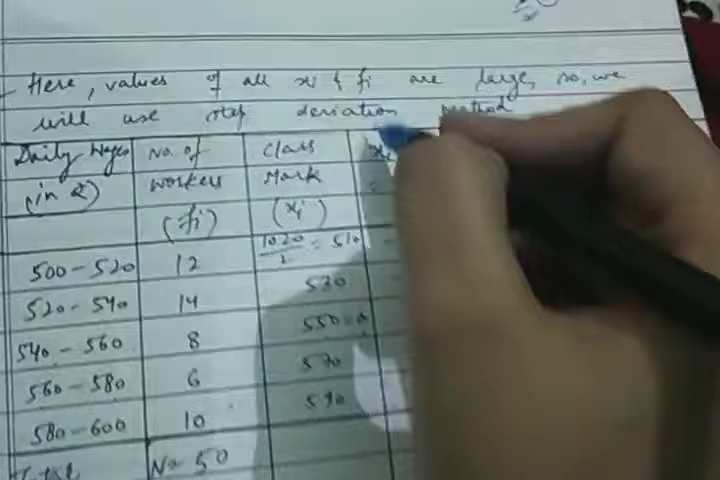 Here, values of all xi & fi are large, so, we
will use step deviation method
Daily Wages No. of Class
(in ₹) workers Mark
(fi) (xi)
500-520 12 1020/2 = 510
520-540 14 530
540-560 8 550=a
560-580 6 570
580-600 10 590
Total N= 50